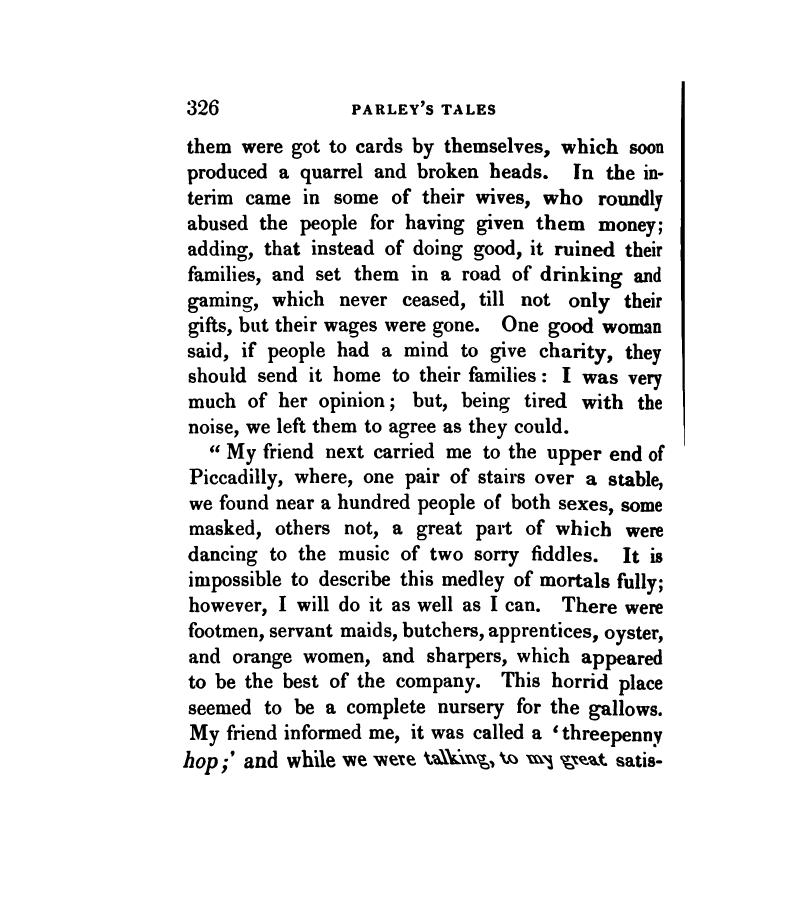 326 PARLEY'S TALES
them were got to cards by themselves, which soon
produced a quarrel and broken heads. In the in-
terim came in some of their wives, who roundly
abused the people for having given them money;
adding, that instead of doing good, it ruined their
families, and set them in a road of drinking and
gaming, which never ceased, till not only their
gifts, but their wages were gone. One good woman
said, if people had a mind to give charity, they
should send it home to their families: I was very
much of her opinion; but, being tired with the
noise, we left them to agree as they could.
“ My friend next carried me to the upper end of
Piccadilly, where, one pair of stairs over a stable,
we found near a hundred people of both sexes, some
masked, others not, a great part of which were
dancing to the music of two sorry fiddles. It is
impossible to describe this medley of mortals fully;
however, I will do it as well as I can. There were
footmen, servant maids, butchers, apprentices, oyster,
and orange women, and sharpers, which appeared
to be the best of the company. This horrid place
seemed to be a complete nursery for the gallows.
My friend informed me, it was called a ‘threepenny
hop;’ and while we were talking, to my great satis-